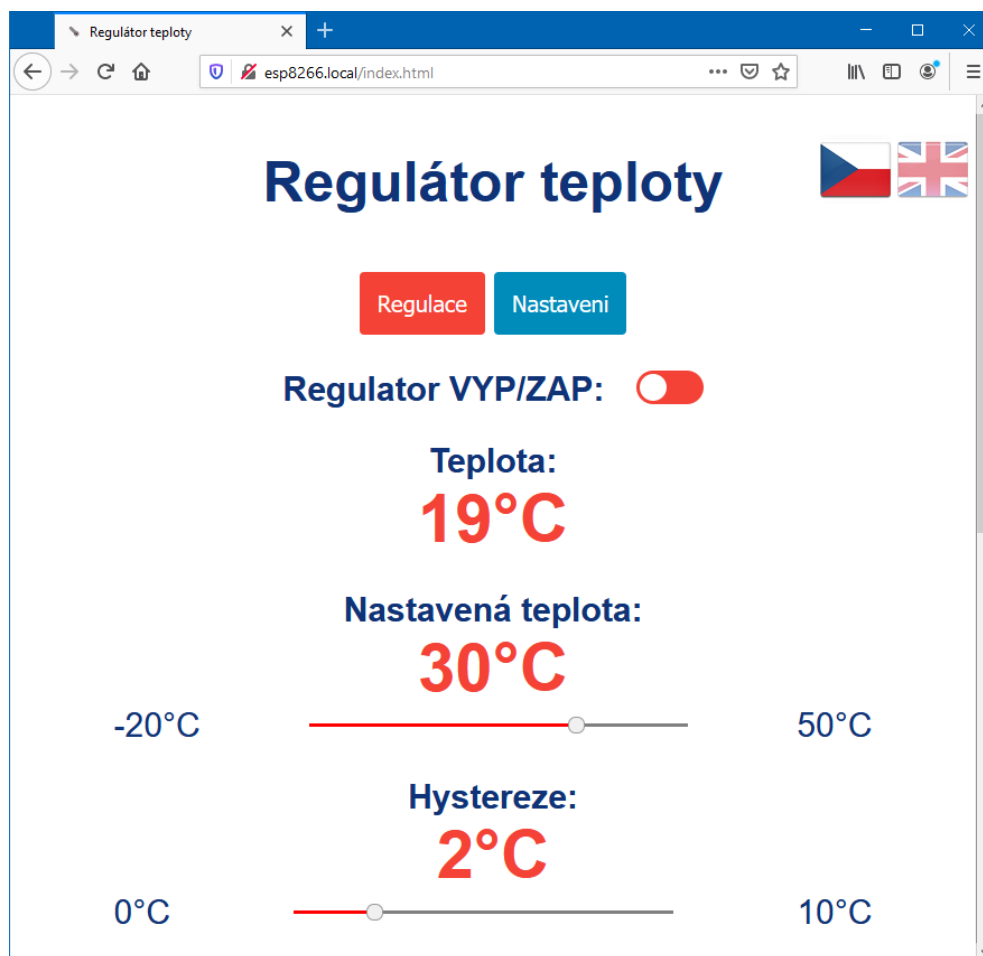 Regulátor teploty
esp8266.local/index.html
Regulátor teploty
Regulace
Nastaveni
Regulator VYP/ZAP:
Teplota:
19°C
Nastavená teplota:
30°C
-20°C
50°C
Hystereze:
2°C
0°C
10°C